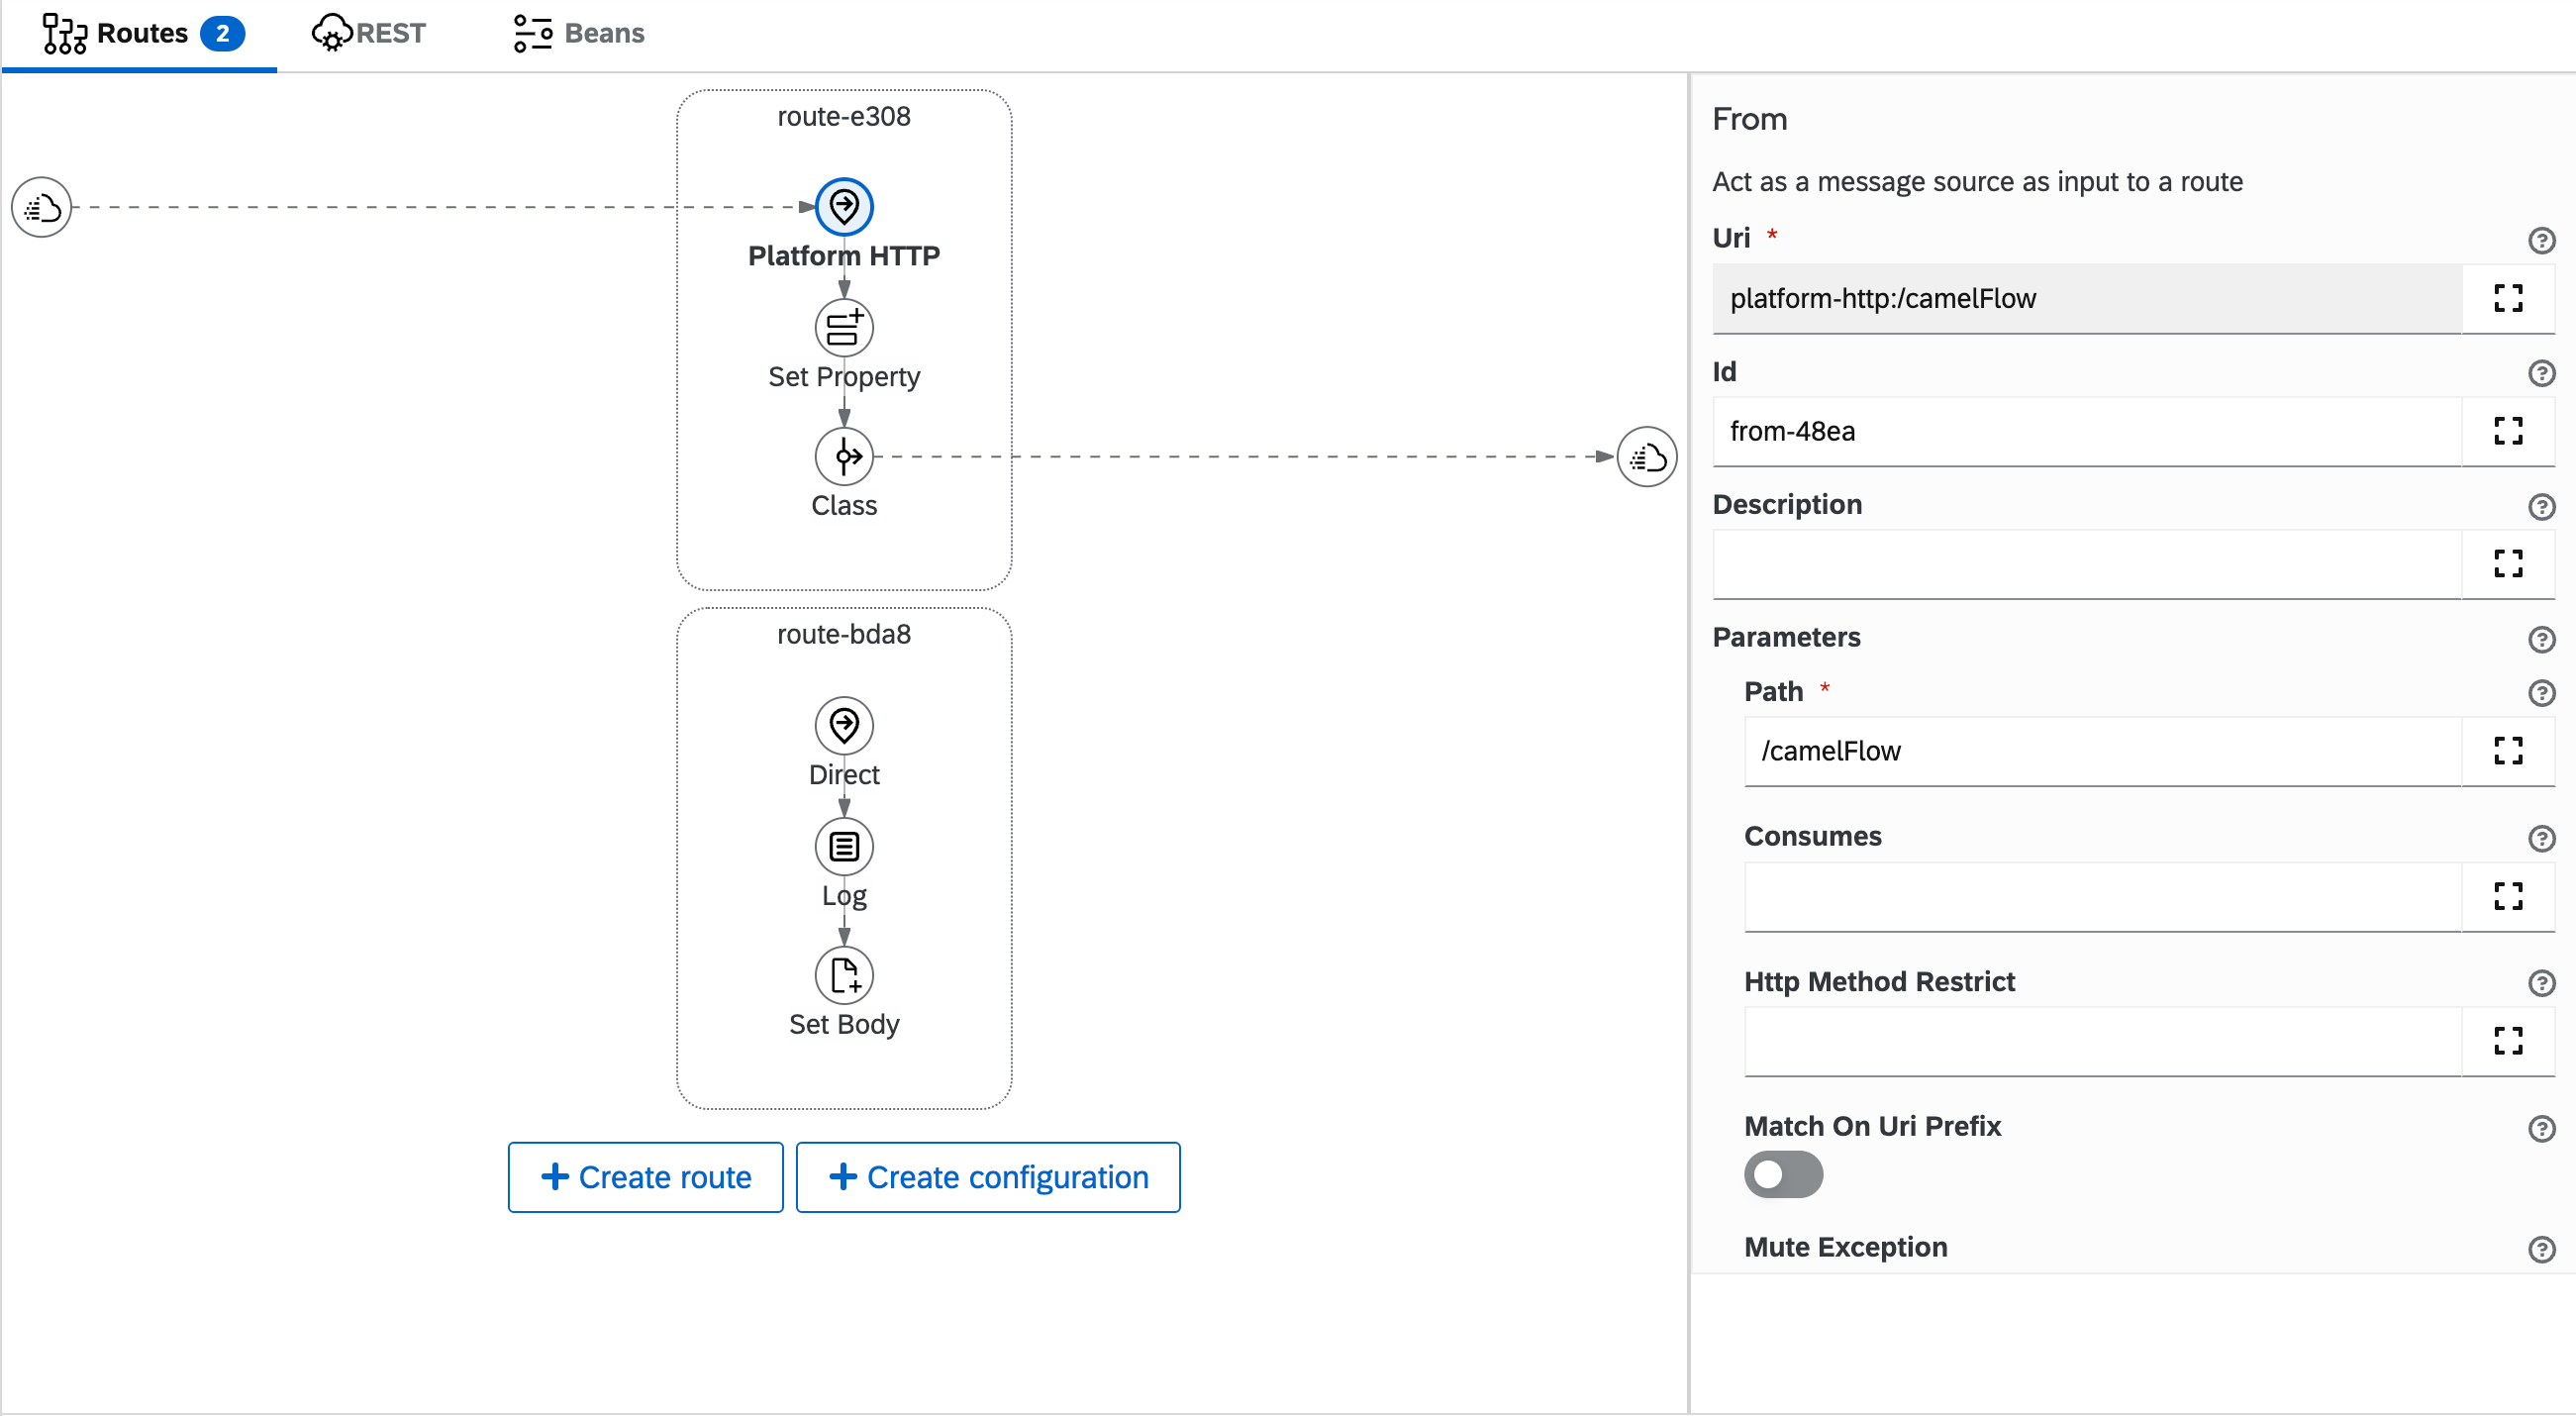 Routes 2 REST Beans
route-e308
Platform HTTP
Set Property
Class
route-bda8
Direct
Log
Set Body
Create route Create configuration
From
Act as a message source as input to a route
Uri *
platform-http:/camelFlow
Id
from-48ea
Description
Parameters
Path *
/camelFlow
Consumes
Http Method Restrict
Match On Uri Prefix
Mute Exception